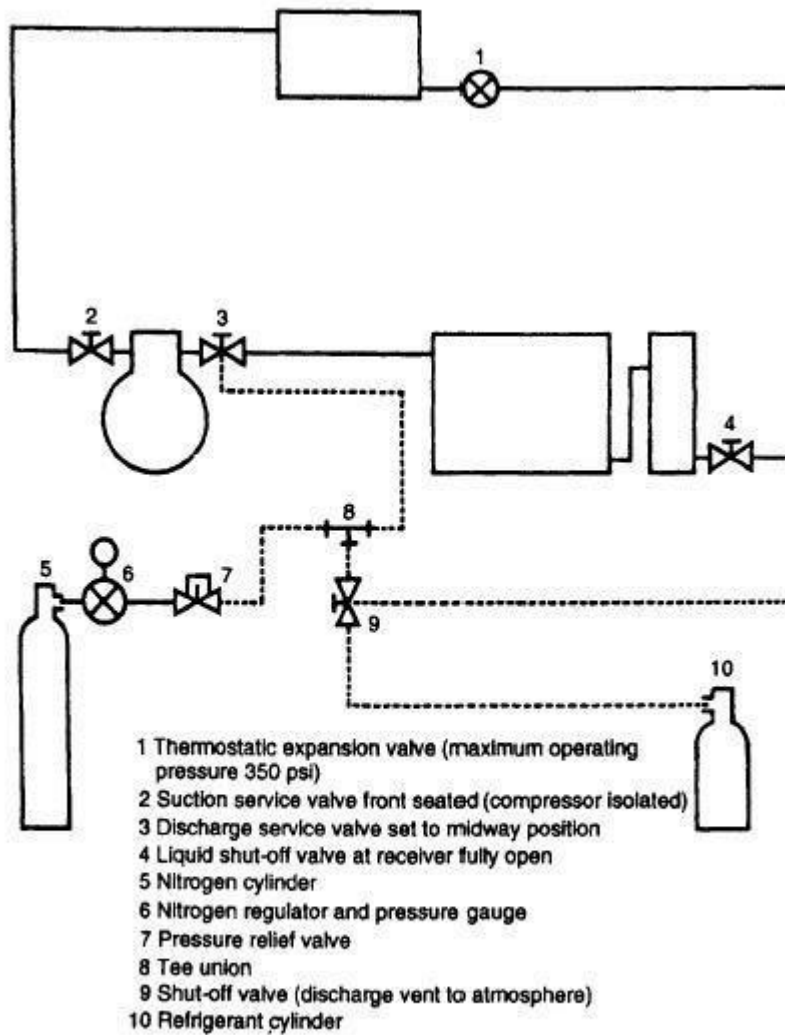 1
2
3
4
5
6
7
8
9
10
1 Thermostatic expansion valve (maximum operating
pressure 350 psi)
2 Suction service valve front seated (compressor isolated)
3 Discharge service valve set to midway position
4 Liquid shut-off valve at receiver fully open
5 Nitrogen cylinder
6 Nitrogen regulator and pressure gauge
7 Pressure relief valve
8 Tee union
9 Shut-off valve (discharge vent to atmosphere)
10 Refrigerant cylinder